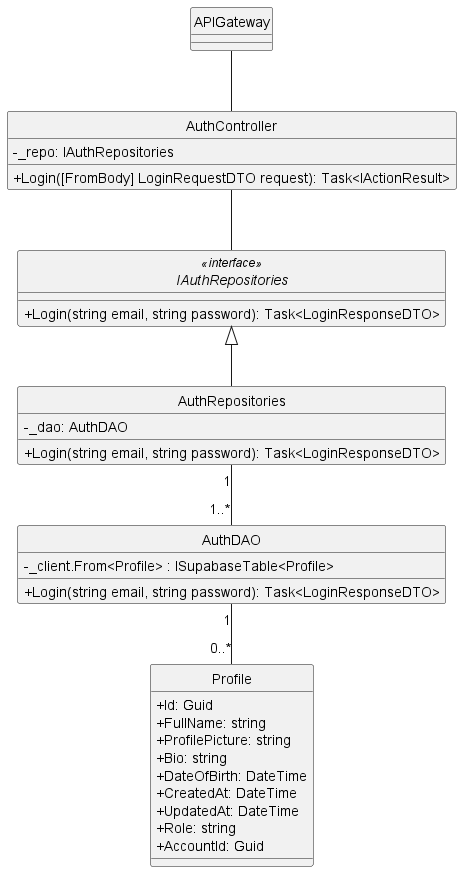 APIGateway
AuthController
-_repo: IAuthRepositories
+Login([FromBody] LoginRequestDTO request): Task<IActionResult>
«interface»
IAuthRepositories
+Login(string email, string password): Task<LoginResponseDTO>
AuthRepositories
-_dao: AuthDAO
+Login(string email, string password): Task<LoginResponseDTO>
1
1..*
AuthDAO
-_client.From<Profile> : ISupabaseTable<Profile>
+Login(string email, string password): Task<LoginResponseDTO>
1
0..*
Profile
+Id: Guid
+FullName: string
+ProfilePicture: string
+Bio: string
+DateOfBirth: DateTime
+CreatedAt: DateTime
+UpdatedAt: DateTime
+Role: string
+AccountId: Guid